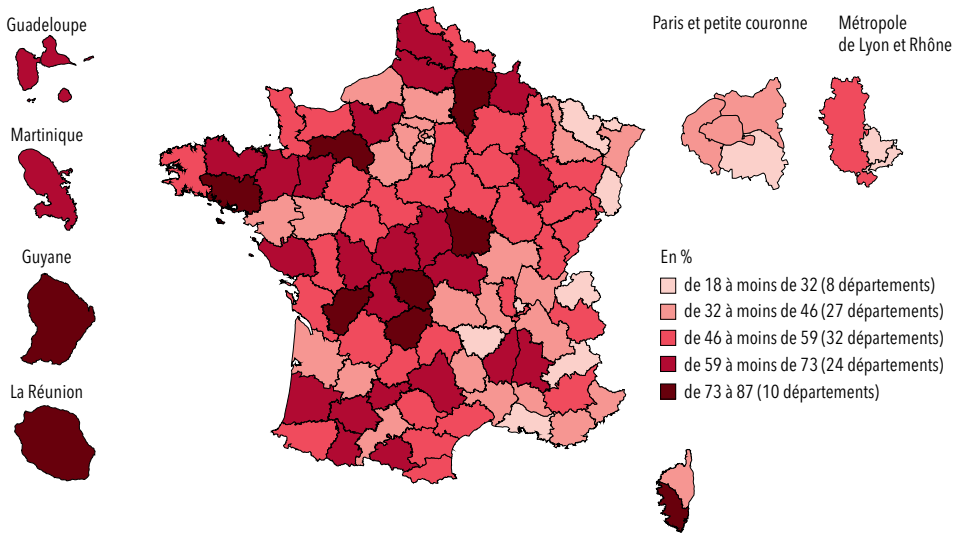 Guadeloupe
Martinique
Guyane
La Réunion
Paris et petite couronne
Métropole
de Lyon et Rhône
En %
de 18 à moins de 32 (8 départements)
de 32 à moins de 46 (27 départements)
de 46 à moins de 59 (32 départements)
de 59 à moins de 73 (24 départements)
de 73 à 87 (10 départements)